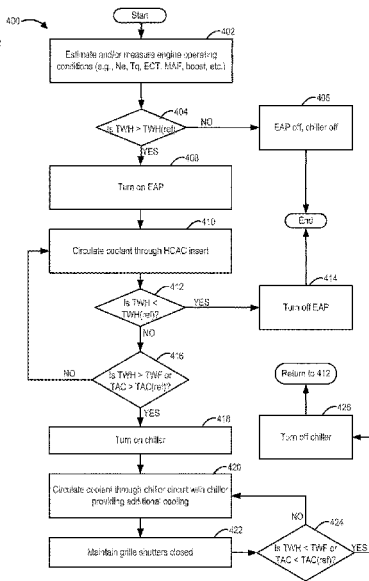 400
Start
402
Estimate and/or measure engine operating
conditions (e.g., Ne, Tq, ECT, MAF, boost, etc.)
404
Is TWH > TWH(ref)
NO
YES
406
EAP off, chiller off
408
Turn on EAP
End
410
Circulate coolant through HCAC insert
412
Is TWH <
TWH(ref)?
YES
NO
414
Turn off EAP
416
Is TWH > TWF or
TAC > TAC(ref)?
NO
YES
Return to 412
418
Turn on chiller
426
Turn off chiller
420
Circulate coolant through chiller circuit with chiller
providing additional cooling
422
Maintain grille shutters closed
NO
424
Is TWH < TWF or
TAC < TAC(ref)?
YES